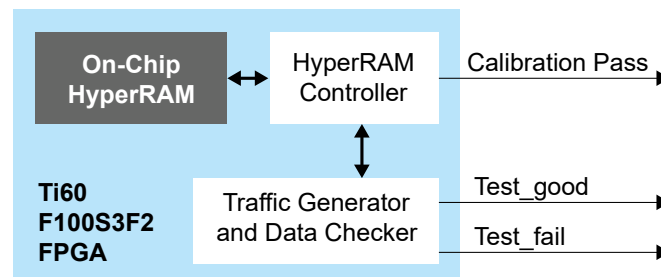 On-Chip
HyperRAM
HyperRAM
Controller
Calibration Pass
Ti60
F100S3F2
FPGA
Traffic Generator
and Data Checker
Test_good
Test_fail